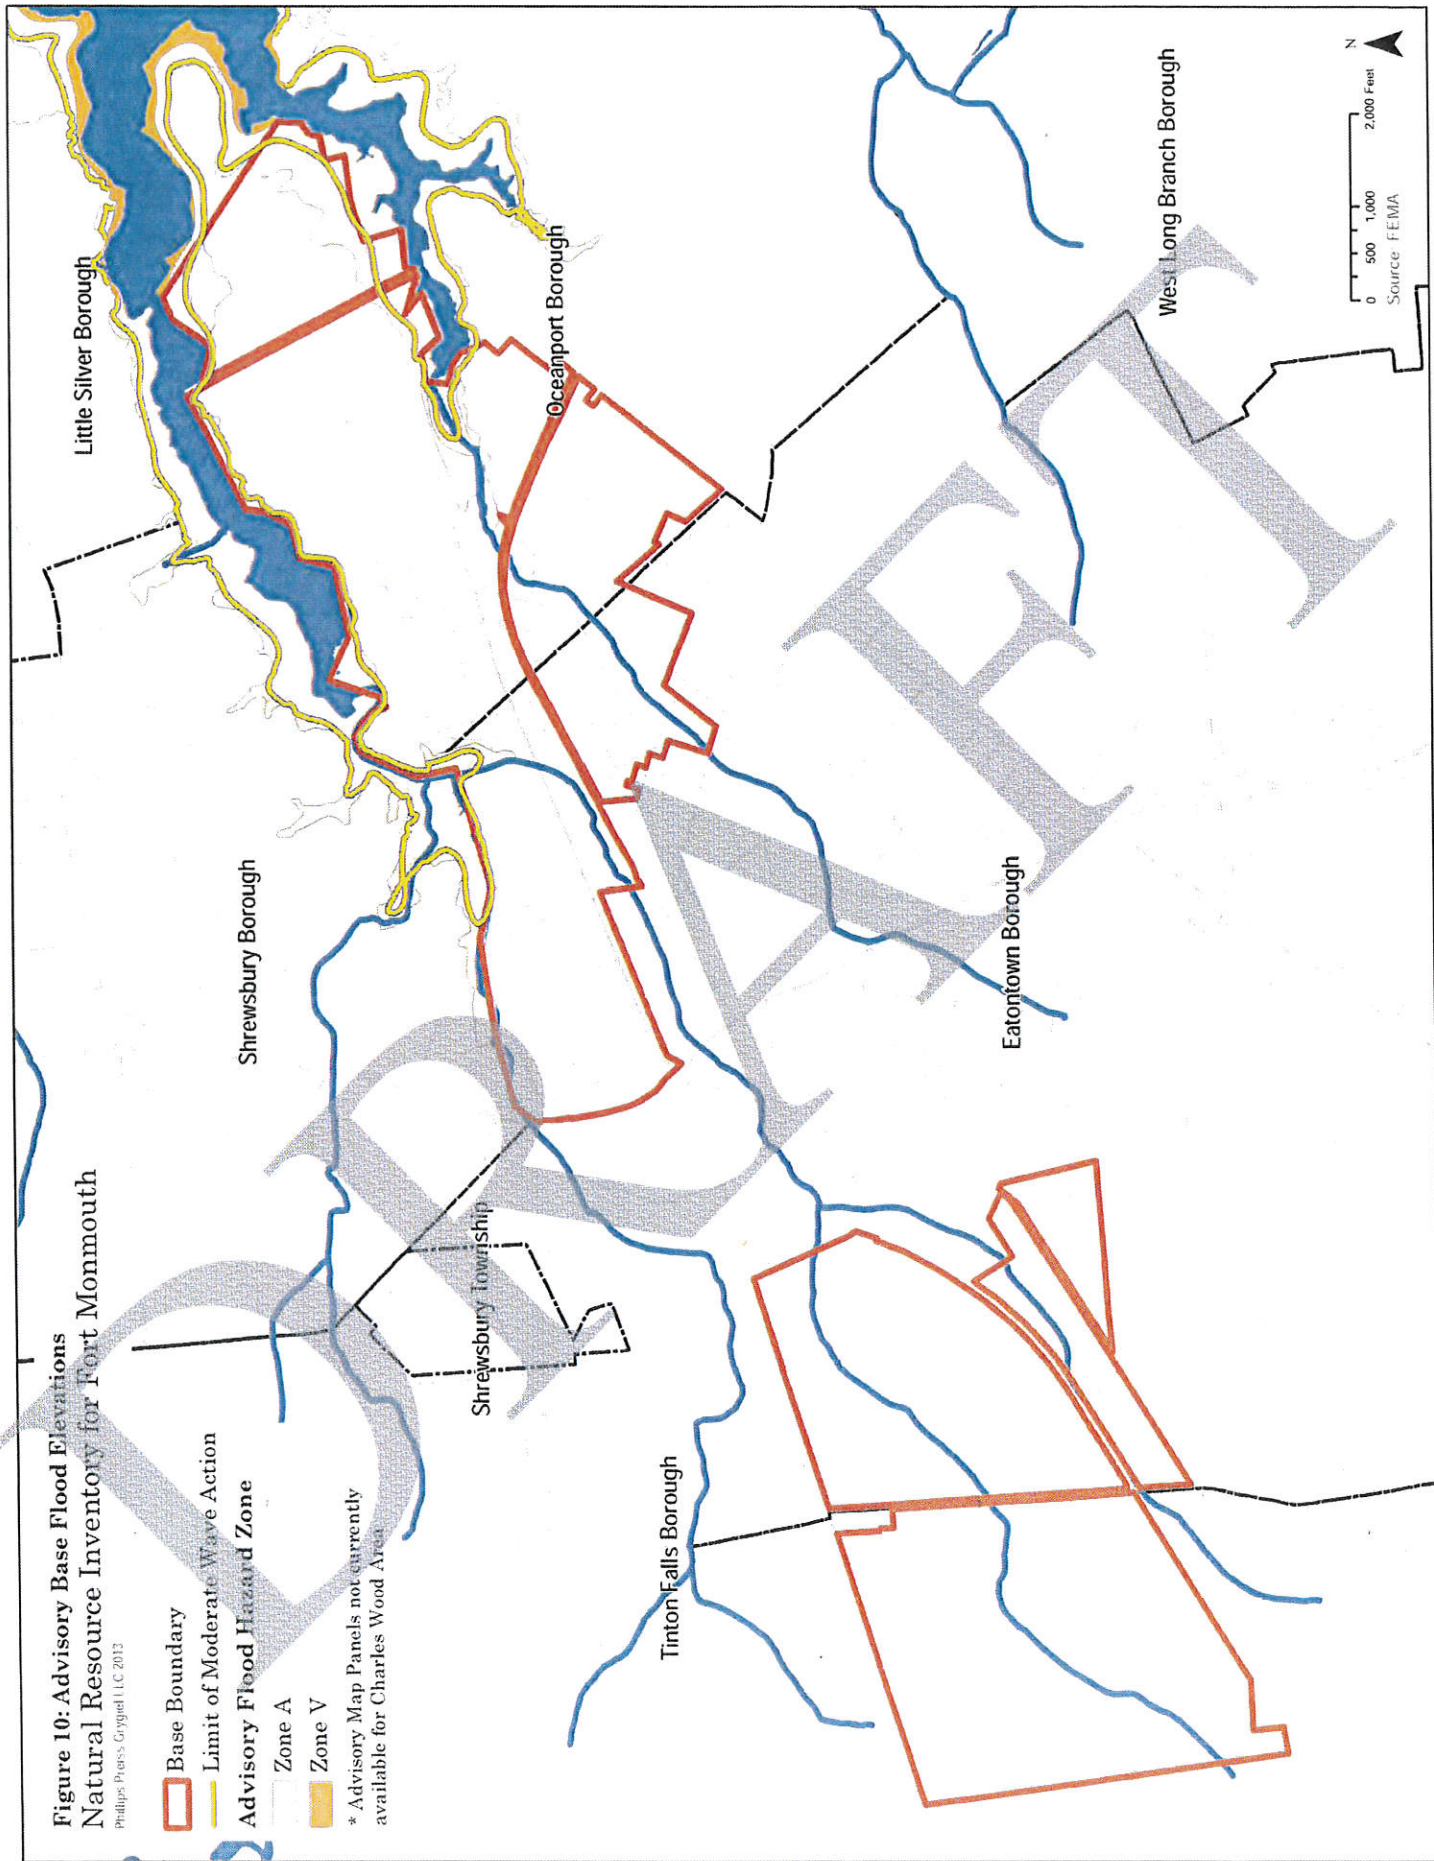 Figure 10: Advisory Base Flood Elevations
Natural Resource Inventory for Fort Monmouth
Phillips Preiss Grygiel LLC 2013
Base Boundary
Limit of Moderate Wave Action
Advisory Flood Hazard Zone
Zone A
Zone V
* Advisory Map Panels not currently
available for Charles Wood Area
Little Silver Borough
Shrewsbury Borough
Oceanport Borough
Shrewsbury Township
Tinton Falls Borough
Eatontown Borough
West Long Branch Borough
N
0 500 1,000 2,000 Feet
Source FEMA
DRAFT